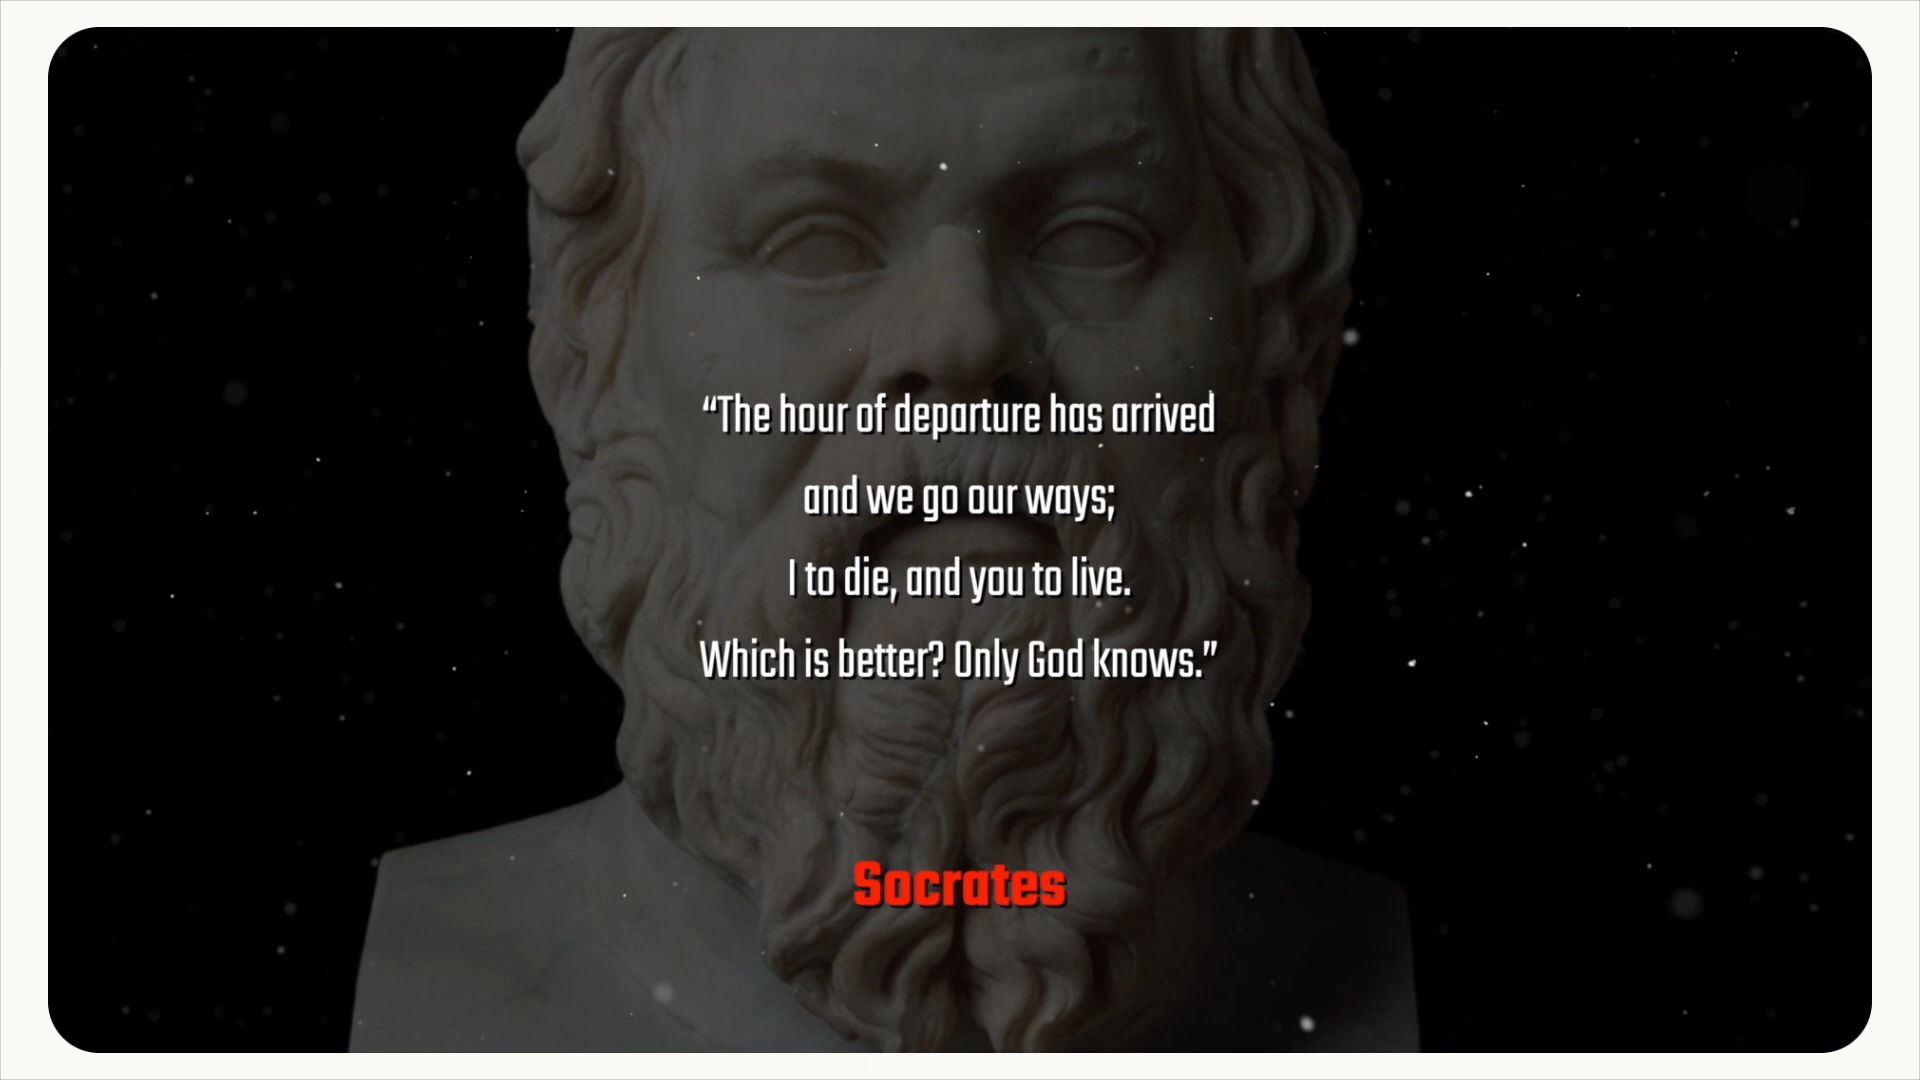 “The hour of departure has arrived
and we go our ways;
I to die, and you to live.
Which is better? Only God knows.”
Socrates